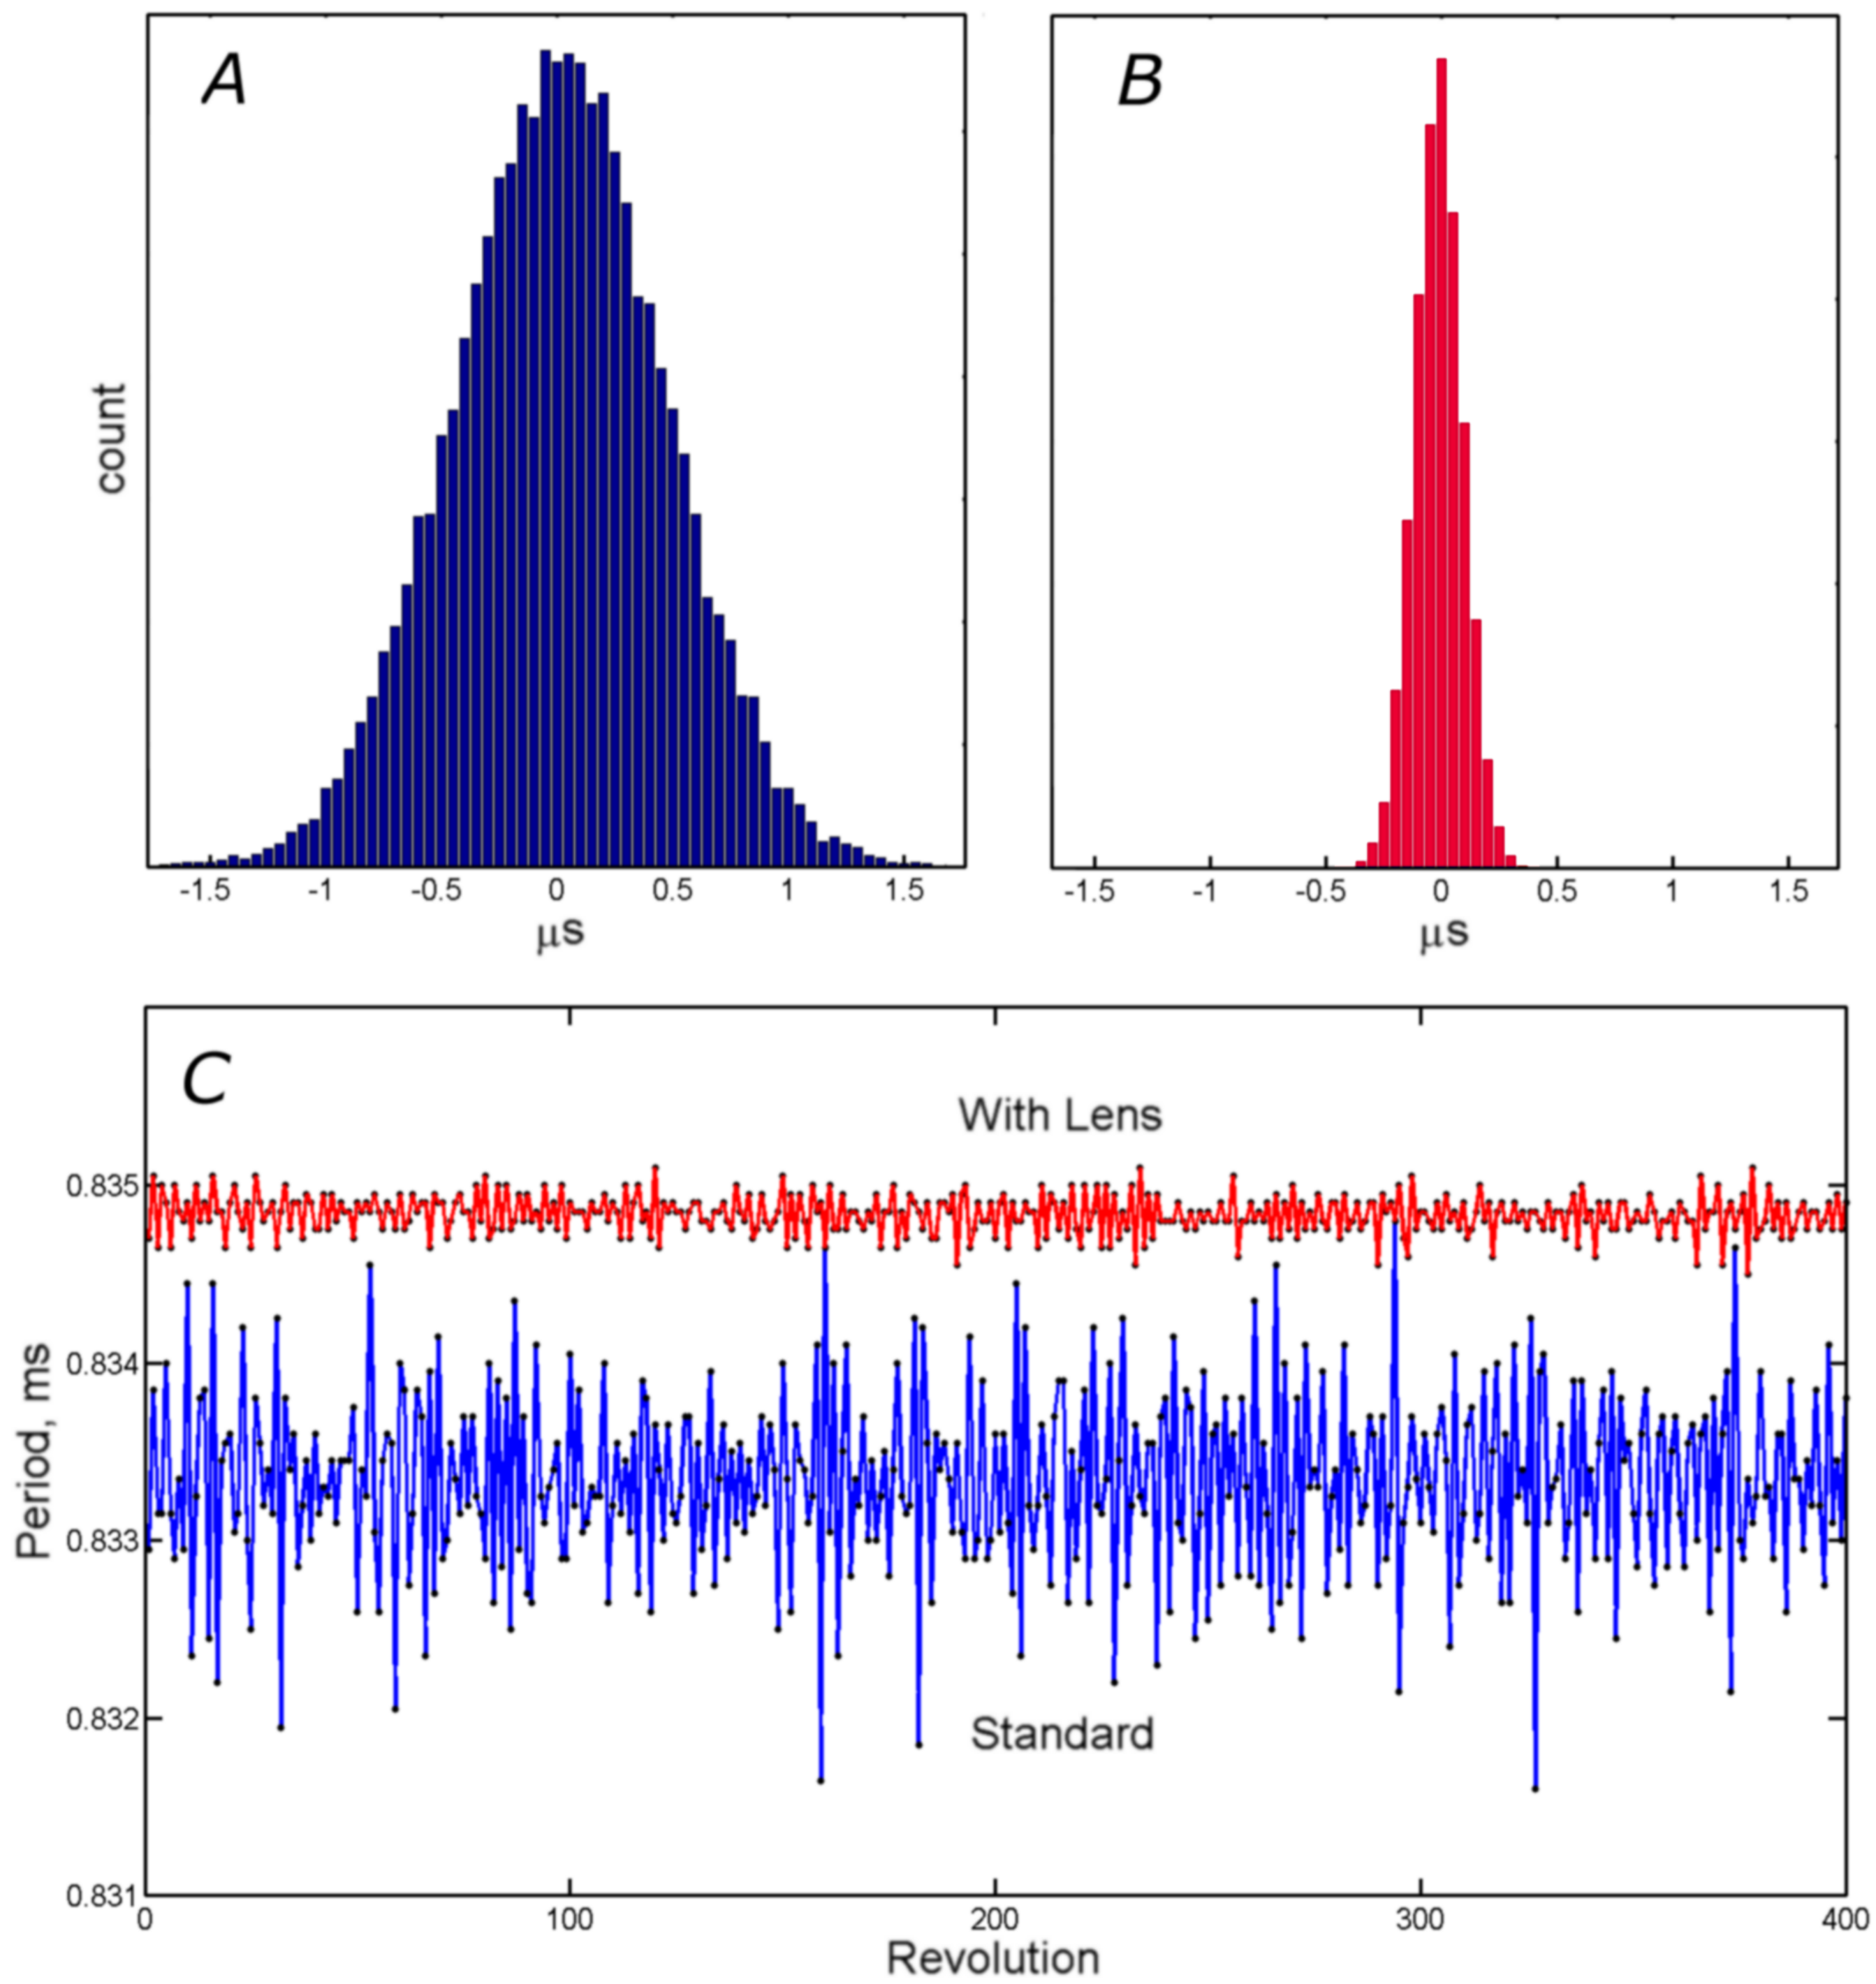 A
B
count
-1.5 -1 -0.5 0 0.5 1 1.5
-1.5 -1 -0.5 0 0.5 1 1.5
μs
μs
C
With Lens
0.835
0.834
Period, ms
0.833
0.832
Standard
0.831
0 100 200 300 400
Revolution